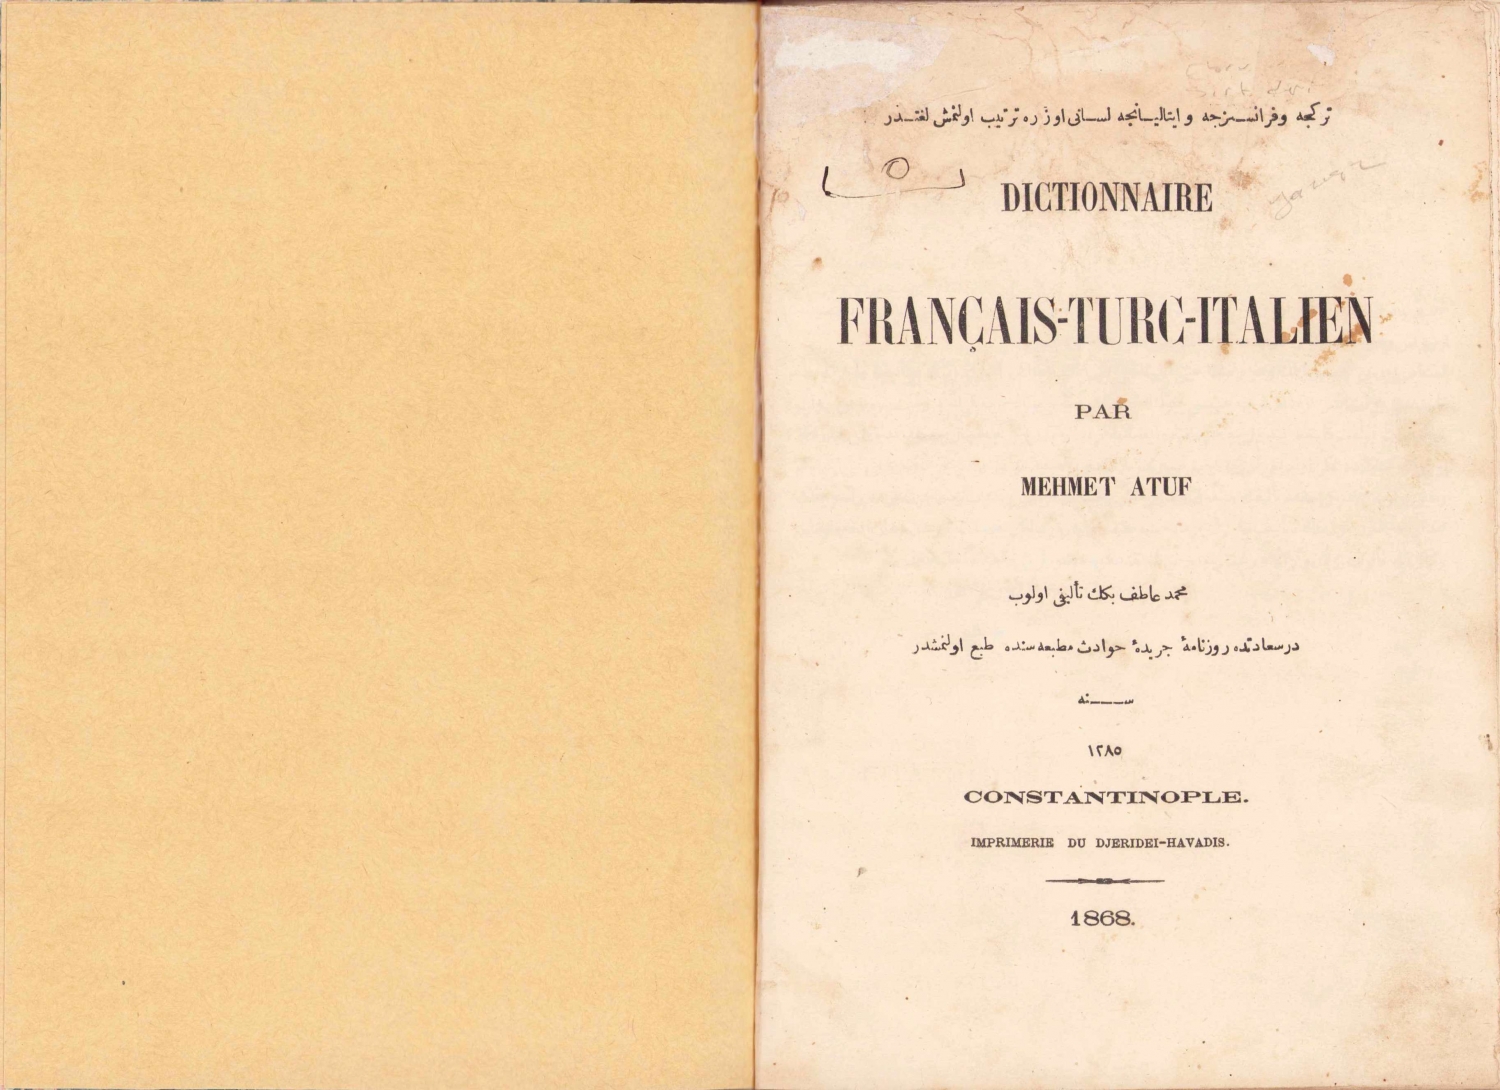 تركجه وفرانسزجه وايتاليانجه لسانى اوزره ترتيب اولنمش لغتدر
DICTIONNAIRE
FRANÇAIS-TURC-ITALIEN
PAR
MEHMET ATUF
محمد عاطف بكك تأليفى اولوب
درسعادتده روزنامهٔ جريدهٔ حوادث مطبعه سنده طبع اولنمشدر
سنه
١٢٨٥
CONSTANTINOPLE.
IMPRIMERIE DU DJERIDEI-HAVADIS.
1868.